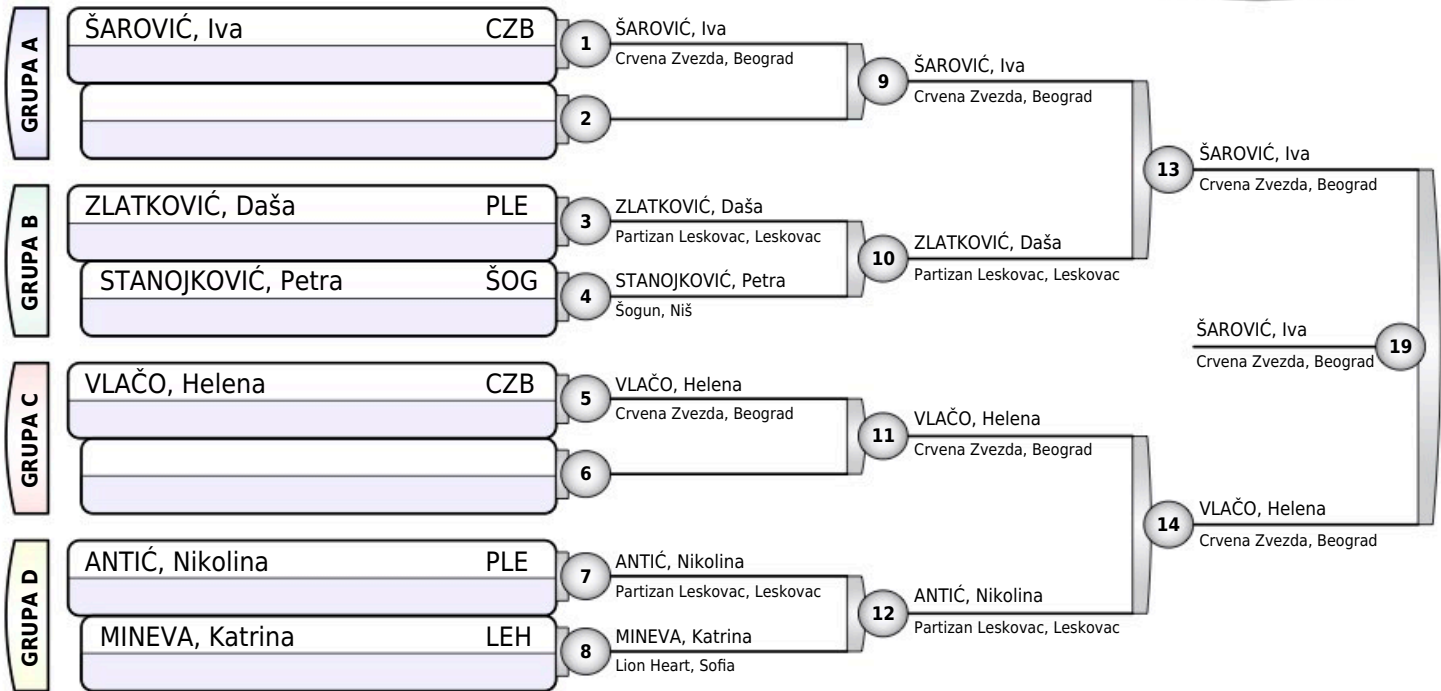 GRUPA A
ŠAROVIĆ, Iva CZB
1
2
GRUPA B
ZLATKOVIĆ, Daša PLE
STANOJKOVIĆ, Petra ŠOG
3
4
GRUPA C
VLAČO, Helena CZB
5
6
GRUPA D
ANTIĆ, Nikolina PLE
MINEVA, Katrina LEH
7
8
ŠAROVIĆ, Iva
Crvena Zvezda, Beograd
ZLATKOVIĆ, Daša
Partizan Leskovac, Leskovac
STANOJKOVIĆ, Petra
Šogun, Niš
VLAČO, Helena
Crvena Zvezda, Beograd
ANTIĆ, Nikolina
Partizan Leskovac, Leskovac
MINEVA, Katrina
Lion Heart, Sofia
9
ŠAROVIĆ, Iva
Crvena Zvezda, Beograd
10
ZLATKOVIĆ, Daša
Partizan Leskovac, Leskovac
11
VLAČO, Helena
Crvena Zvezda, Beograd
12
ANTIĆ, Nikolina
Partizan Leskovac, Leskovac
13
ŠAROVIĆ, Iva
Crvena Zvezda, Beograd
14
VLAČO, Helena
Crvena Zvezda, Beograd
ŠAROVIĆ, Iva
Crvena Zvezda, Beograd
19